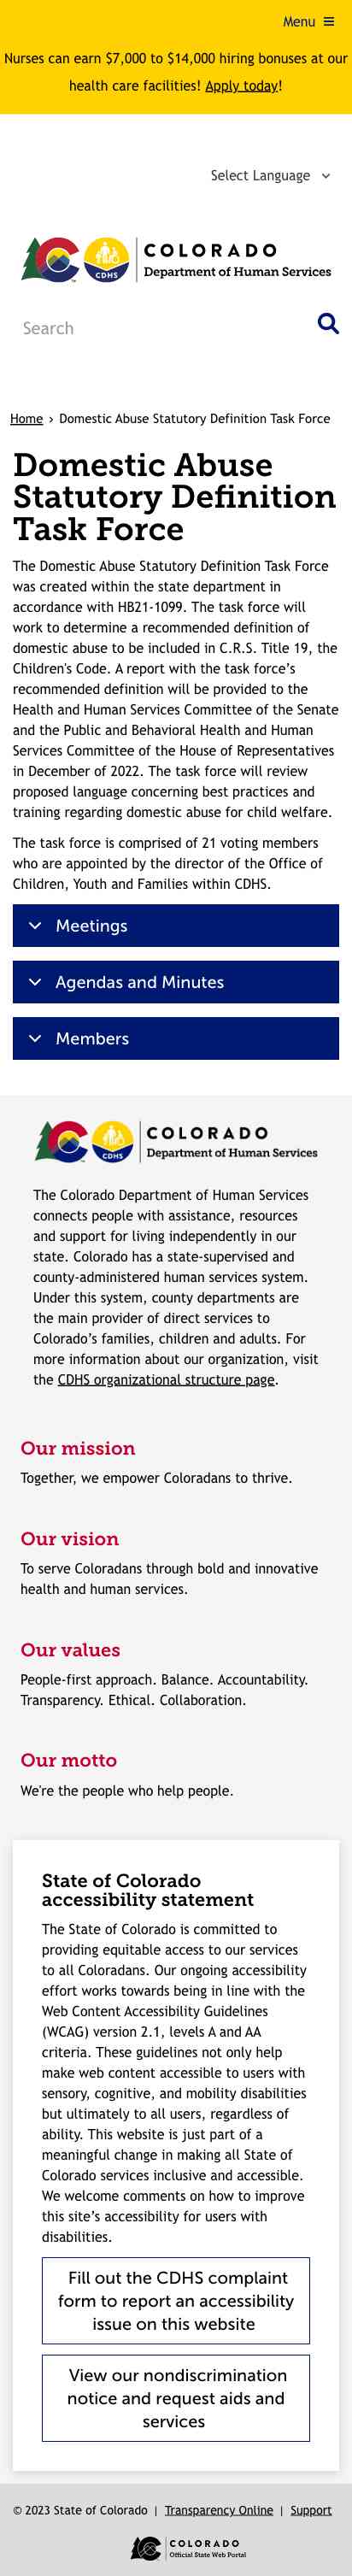 Menu
Nurses can earn $7,000 to $14,000 hiring bonuses at our
health care facilities! Apply today!
Select Language
CDHS
COLORADO
Department of Human Services
Search
Home › Domestic Abuse Statutory Definition Task Force
Domestic Abuse
Statutory Definition
Task Force
The Domestic Abuse Statutory Definition Task Force
was created within the state department in
accordance with HB21-1099. The task force will
work to determine a recommended definition of
domestic abuse to be included in C.R.S. Title 19, the
Children's Code. A report with the task force’s
recommended definition will be provided to the
Health and Human Services Committee of the Senate
and the Public and Behavioral Health and Human
Services Committee of the House of Representatives
in December of 2022. The task force will review
proposed language concerning best practices and
training regarding domestic abuse for child welfare.
The task force is comprised of 21 voting members
who are appointed by the director of the Office of
Children, Youth and Families within CDHS.
Meetings
Agendas and Minutes
Members
CDHS
COLORADO
Department of Human Services
The Colorado Department of Human Services
connects people with assistance, resources
and support for living independently in our
state. Colorado has a state-supervised and
county-administered human services system.
Under this system, county departments are
the main provider of direct services to
Colorado’s families, children and adults. For
more information about our organization, visit
the CDHS organizational structure page.
Our mission
Together, we empower Coloradans to thrive.
Our vision
To serve Coloradans through bold and innovative
health and human services.
Our values
People-first approach. Balance. Accountability.
Transparency. Ethical. Collaboration.
Our motto
We're the people who help people.
State of Colorado
accessibility statement
The State of Colorado is committed to
providing equitable access to our services
to all Coloradans. Our ongoing accessibility
effort works towards being in line with the
Web Content Accessibility Guidelines
(WCAG) version 2.1, levels A and AA
criteria. These guidelines not only help
make web content accessible to users with
sensory, cognitive, and mobility disabilities
but ultimately to all users, regardless of
ability. This website is just part of a
meaningful change in making all State of
Colorado services inclusive and accessible.
We welcome comments on how to improve
this site’s accessibility for users with
disabilities.
Fill out the CDHS complaint
form to report an accessibility
issue on this website
View our nondiscrimination
notice and request aids and
services
© 2023 State of Colorado | Transparency Online | Support
COLORADO
Official State Web Portal